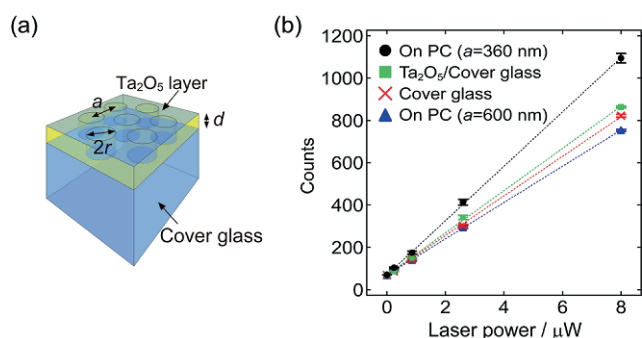 (a)
Ta₂O₅ layer
a
d
2r
Cover glass
(b)
On PC (a=360 nm)
Ta₂O₅/Cover glass
Cover glass
On PC (a=600 nm)
Counts
1200
1000
800
600
400
200
0
0 2 4 6 8
Laser power / μW